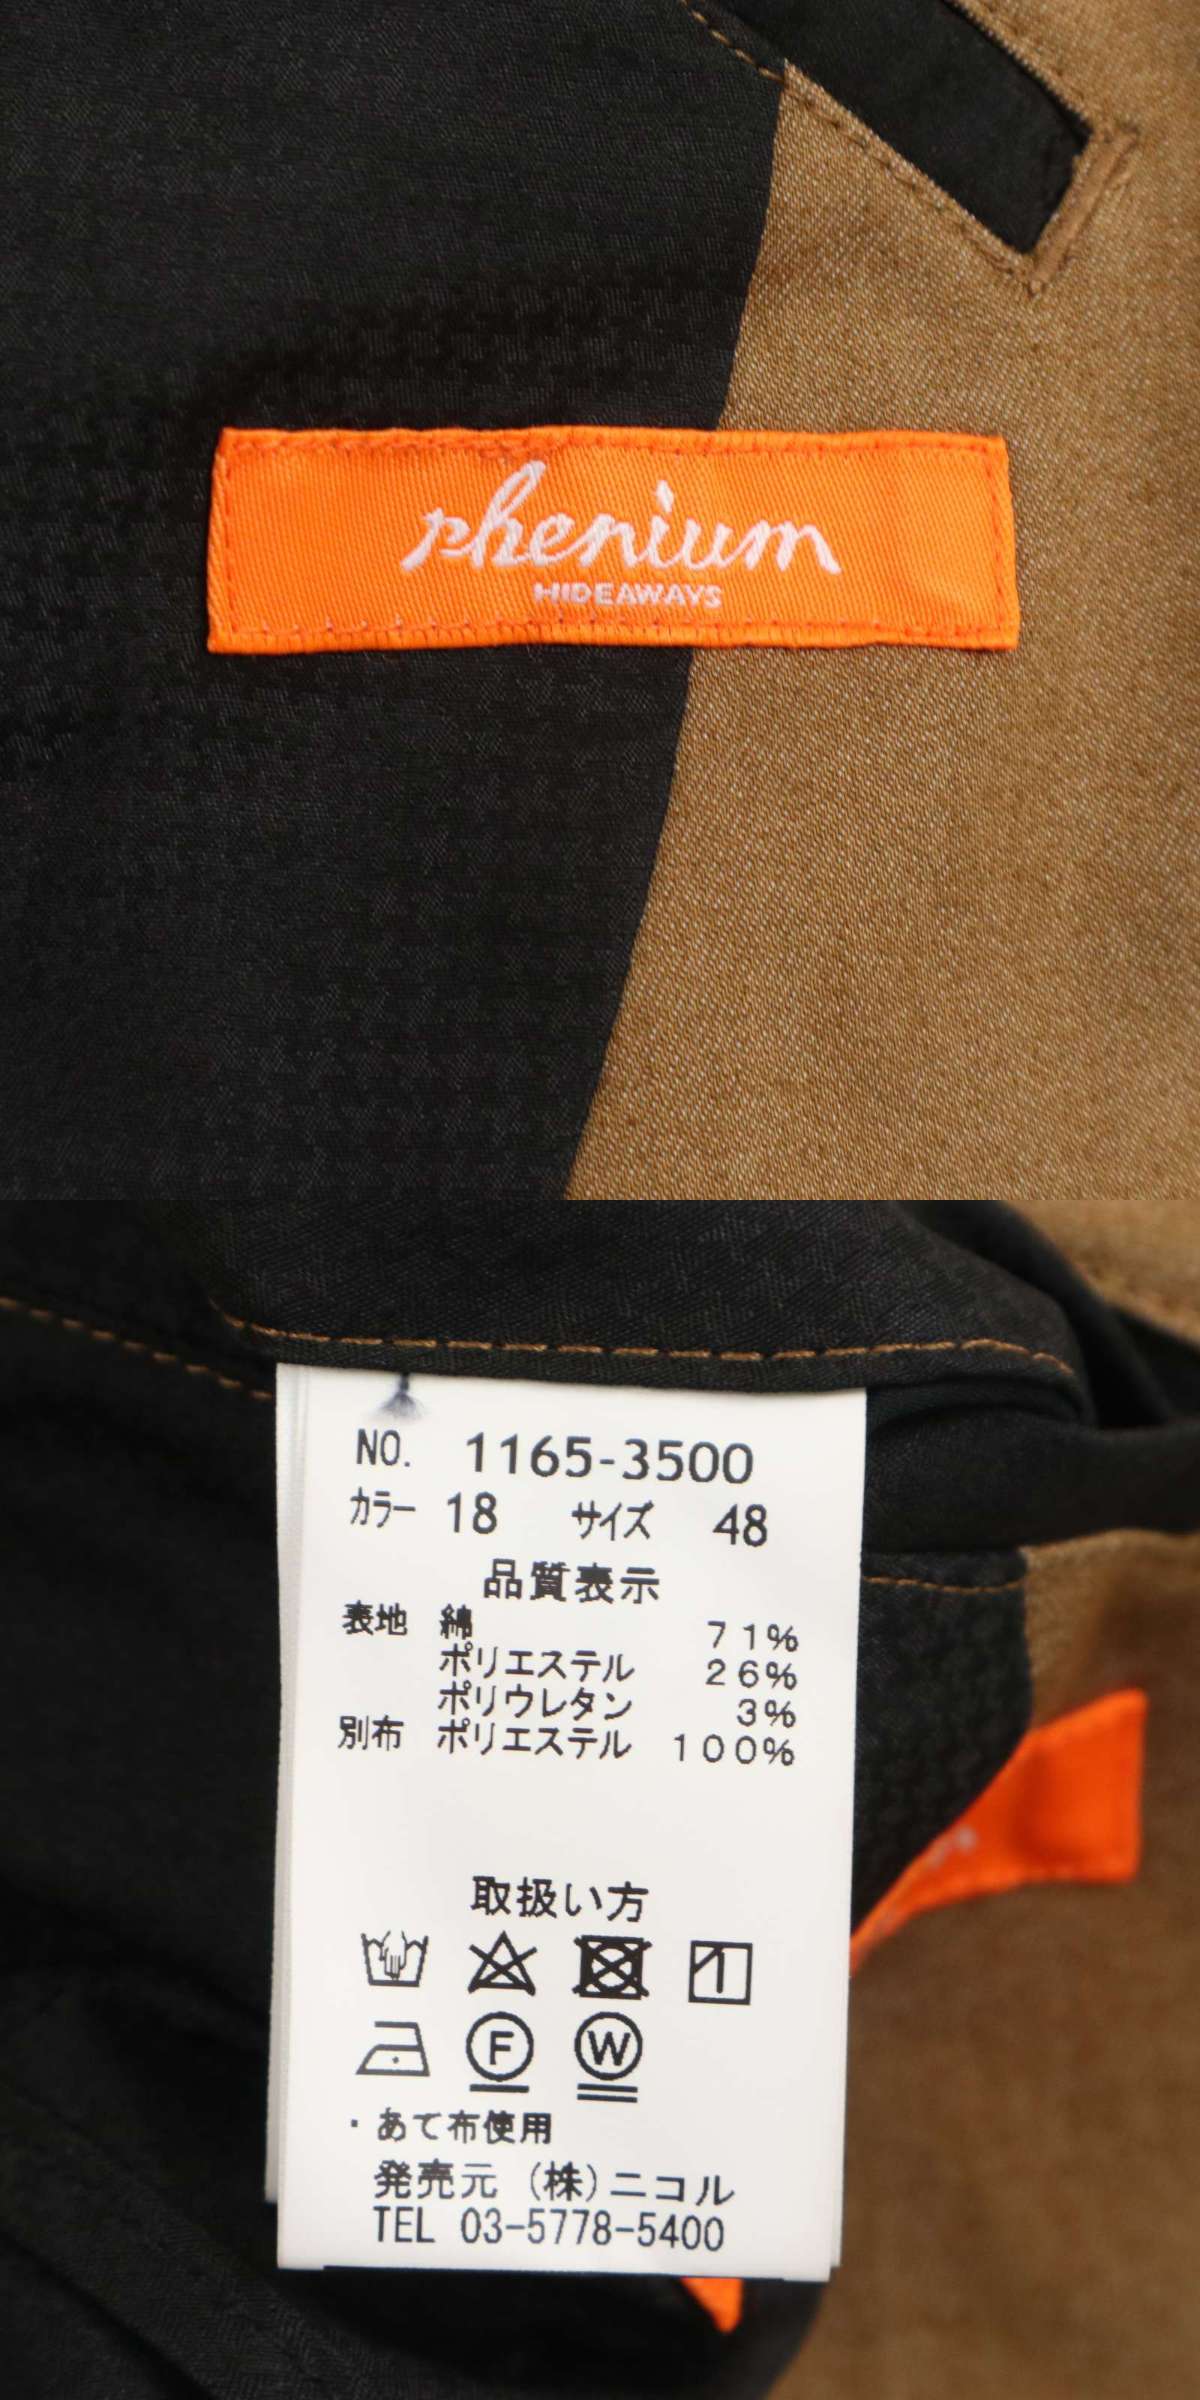 phenium
HIDEAWAYS
NO. 1165-3500
カラー 18 サイズ 48
品質表示
表地 綿 71%
ポリエステル 26%
ポリウレタン 3%
別布 ポリエステル 100%
取扱い方
1
F W
・あて布使用
発売元 (株)ニコル
TEL 03-5778-5400